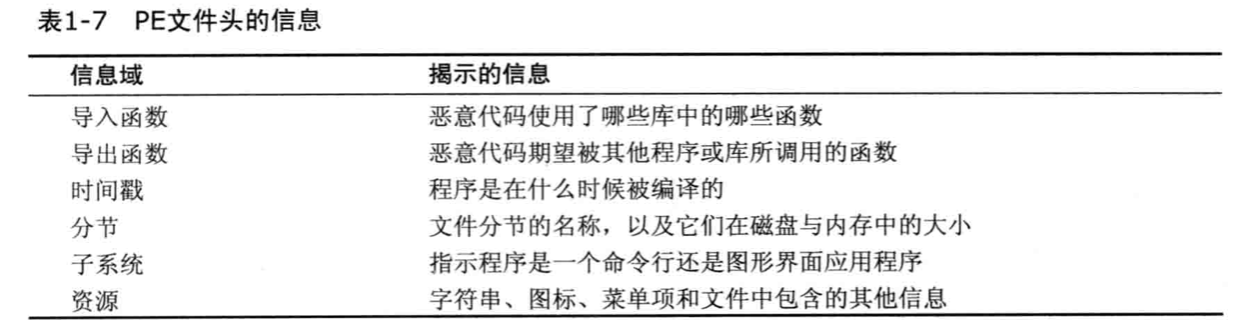 表1-7 PE文件头的信息
信息域 揭示的信息
导入函数 恶意代码使用了哪些库中的哪些函数
导出函数 恶意代码期望被其他程序或库所调用的函数
时间戳 程序是在什么时候被编译的
分节 文件分节的名称，以及它们在磁盘与内存中的大小
子系统 指示程序是一个命令行还是图形界面应用程序
资源 字符串、图标、菜单项和文件中包含的其他信息